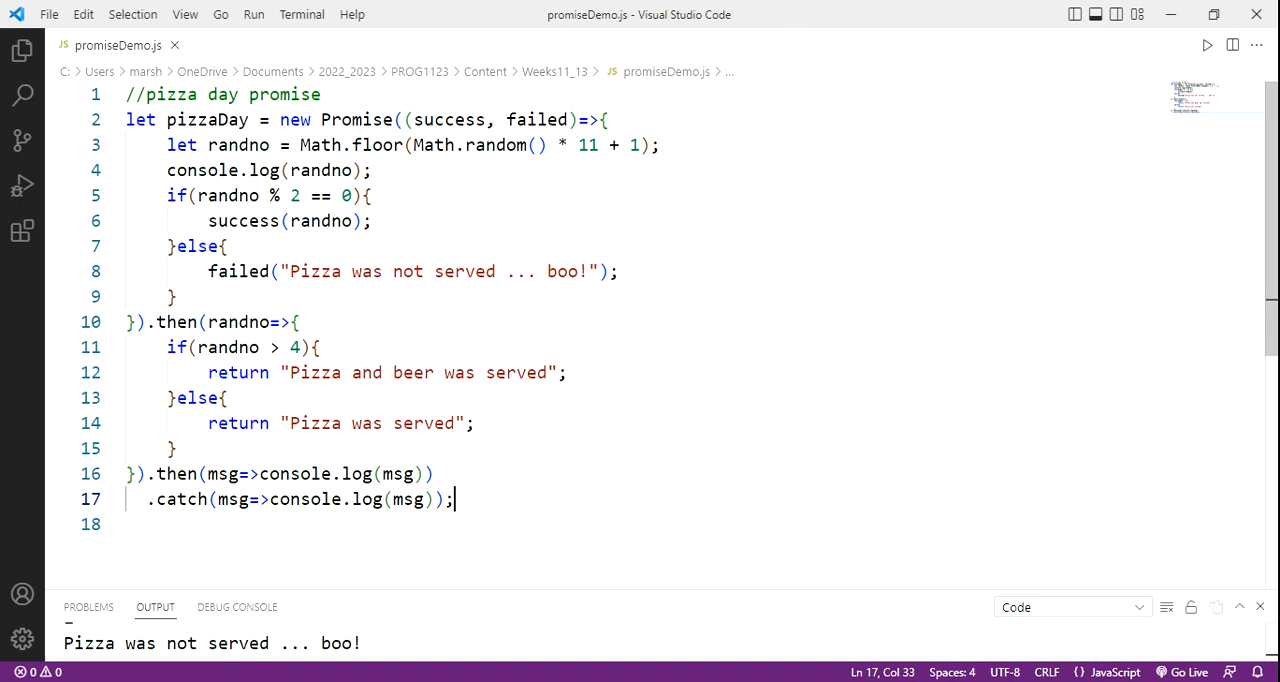 File Edit Selection View Go Run Terminal Help promiseDemo.js - Visual Studio Code
JS promiseDemo.js
C: > Users > marsh > OneDrive > Documents > 2022_2023 > PROG1123 > Content > Weeks11_13 > JS promiseDemo.js > ...
1 //pizza day promise
2 let pizzaDay = new Promise((success, failed)=>{
3 let randno = Math.floor(Math.random() * 11 + 1);
4 console.log(randno);
5 if(randno % 2 == 0){
6 success(randno);
7 }else{
8 failed("Pizza was not served ... boo!");
9 }
10 }).then(randno=>{
11 if(randno > 4){
12 return "Pizza and beer was served";
13 }else{
14 return "Pizza was served";
15 }
16 }).then(msg=>console.log(msg))
17 .catch(msg=>console.log(msg));
18
PROBLEMS OUTPUT DEBUG CONSOLE Code
Pizza was not served ... boo!
0 0 Ln 17, Col 33 Spaces: 4 UTF-8 CRLF {} JavaScript Go Live